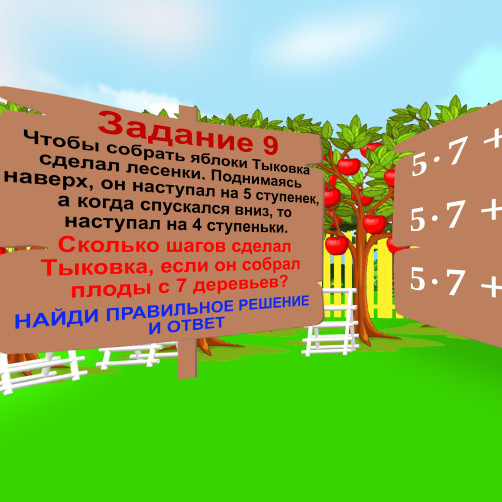 Задание 9
Чтобы собрать яблоки Тыковка
сделал лесенки. Поднимаясь
наверх, он наступал на 5 ступенек,
а когда спускался вниз, то
наступал на 4 ступеньки.
Сколько шагов сделал
Тыковка, если он собрал
плоды с 7 деревьев?
НАЙДИ ПРАВИЛЬНОЕ РЕШЕНИЕ
И ОТВЕТ
5·7 +
5·7 +
5·7 +